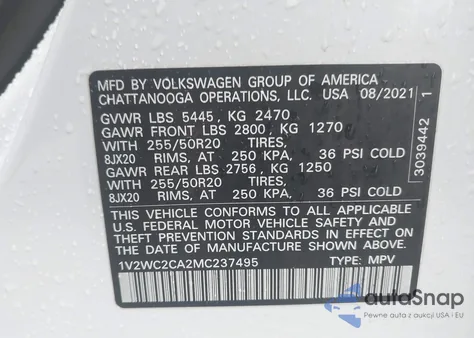 MFD BY VOLKSWAGEN GROUP OF AMERICA
CHATTANOOGA OPERATIONS, LLC. USA 08/2021
GVWR LBS 5445, KG 2470
GAWR FRONT LBS 2800, KG 1270
WITH 255/50R20 TIRES,
8JX20 RIMS, AT 250 KPA, 36 PSI COLD
GAWR REAR LBS 2756, KG 1250
WITH 255/50R20 TIRES,
8JX20 RIMS, AT 250 KPA, 36 PSI COLD
THIS VEHICLE CONFORMS TO ALL APPLICABLE
U.S. FEDERAL MOTOR VEHICLE SAFETY AND
THEFT PREVENTION STANDARDS IN EFFECT ON
THE DATE OF MANUFACTURE SHOWN ABOVE.
1V2WC2CA2MC237495 TYPE: MPV
3039442 1
autoSnap
Pewne auta z dojazdem USA i EU